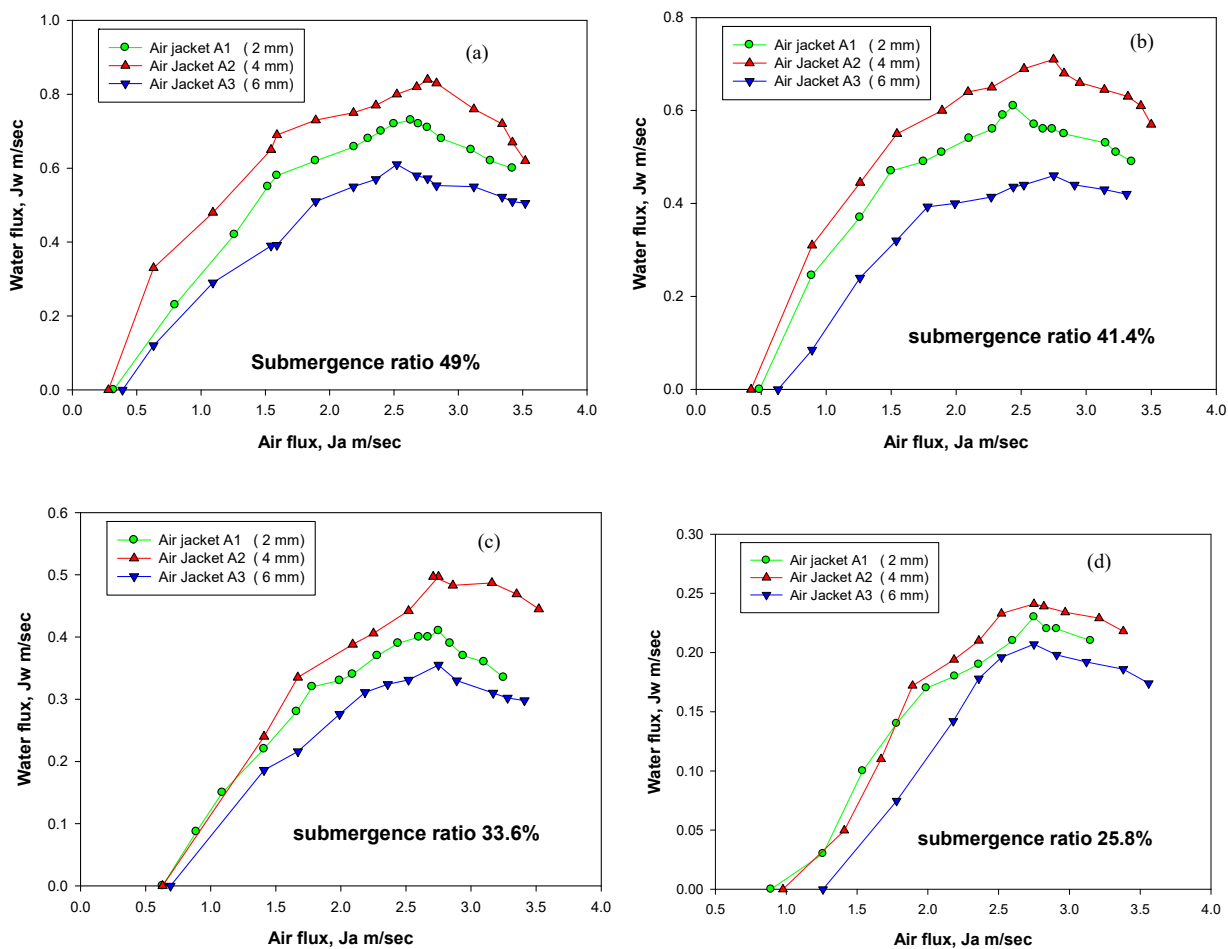 (a)
Air jacket A1 ( 2 mm)
Air Jacket A2 ( 4 mm)
Air Jacket A3 ( 6 mm)
Water flux, Jw m/sec
1.0
0.8
0.6
0.4
0.2
0.0
Submergence ratio 49%
0.0 0.5 1.0 1.5 2.0 2.5 3.0 3.5 4.0
Air flux, Ja m/sec
(b)
Air jacket A1 ( 2 mm)
Air Jacket A2 ( 4 mm)
Air Jacket A3 ( 6 mm)
Water flux, Jw m/sec
0.8
0.6
0.4
0.2
0.0
submergence ratio 41.4%
0.0 0.5 1.0 1.5 2.0 2.5 3.0 3.5 4.0
Air flux, Ja m/sec
(c)
Air jacket A1 ( 2 mm)
Air Jacket A2 ( 4 mm)
Air Jacket A3 ( 6 mm)
Water flux, Jw m/sec
0.6
0.5
0.4
0.3
0.2
0.1
0.0
submergence ratio 33.6%
0.0 0.5 1.0 1.5 2.0 2.5 3.0 3.5 4.0
Air flux, Ja m/sec
(d)
Air jacket A1 ( 2 mm)
Air Jacket A2 ( 4 mm)
Air Jacket A3 ( 6 mm)
Water flux, Jw m/sec
0.30
0.25
0.20
0.15
0.10
0.05
0.00
submergence ratio 25.8%
0.5 1.0 1.5 2.0 2.5 3.0 3.5 4.0
Air flux, Ja m/sec